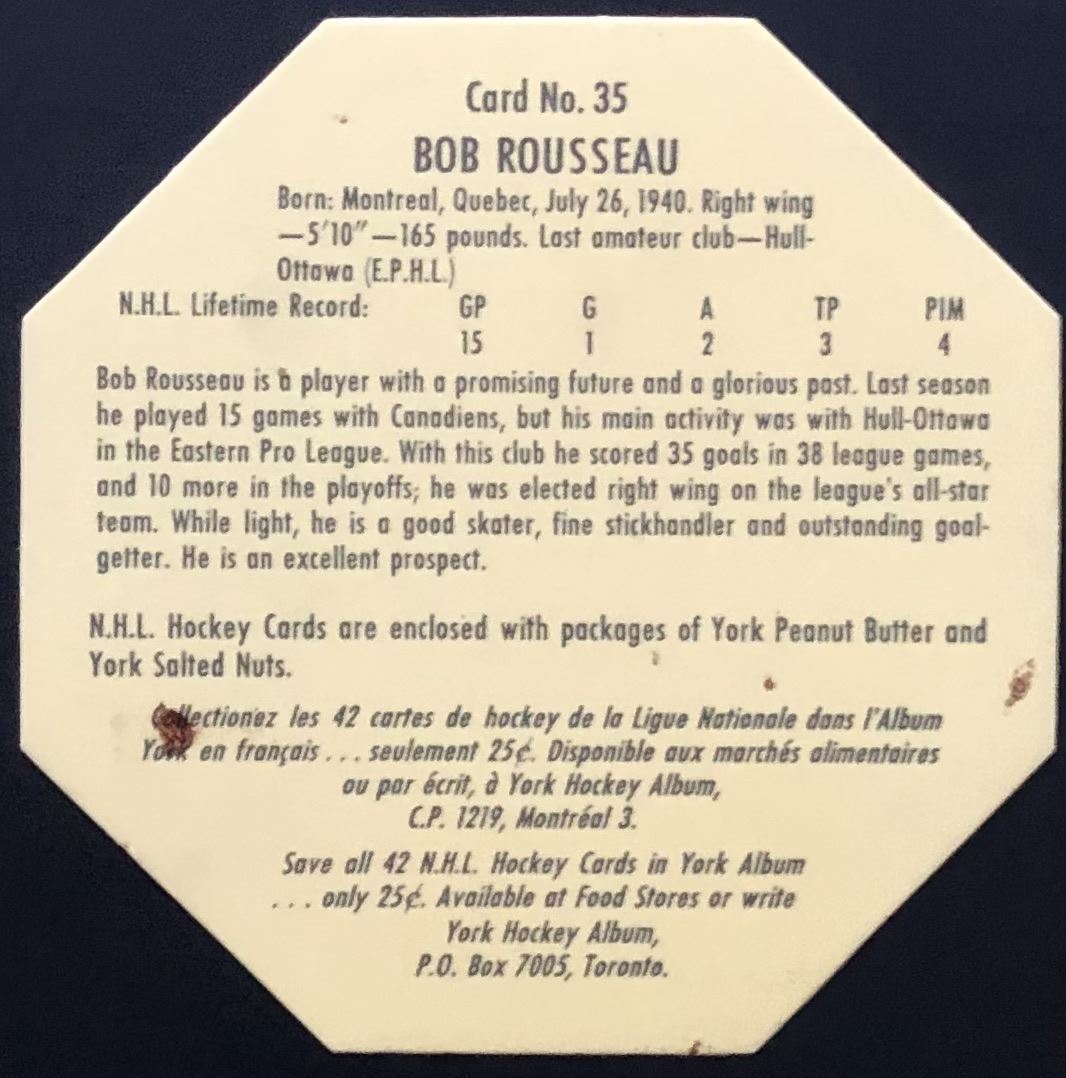 Card No. 35
BOB ROUSSEAU
Born: Montreal, Quebec, July 26, 1940. Right wing
—5'10"—165 pounds. Last amateur club—Hull-
Ottawa (E.P.H.L.)
N.H.L. Lifetime Record: GP G A TP PIM
15 1 2 3 4
Bob Rousseau is a player with a promising future and a glorious past. Last season
he played 15 games with Canadiens, but his main activity was with Hull-Ottawa
in the Eastern Pro League. With this club he scored 35 goals in 38 league games,
and 10 more in the playoffs; he was elected right wing on the league's all-star
team. While light, he is a good skater, fine stickhandler and outstanding goal-
getter. He is an excellent prospect.
N.H.L. Hockey Cards are enclosed with packages of York Peanut Butter and
York Salted Nuts.
Collectionez les 42 cartes de hockey de la Ligue Nationale dans l'Album
York en français . . . seulement 25¢. Disponible aux marchés alimentaires
ou par écrit, à York Hockey Album,
C.P. 1219, Montréal 3.
Save all 42 N.H.L. Hockey Cards in York Album
. . . only 25¢. Available at Food Stores or write
York Hockey Album,
P.O. Box 7005, Toronto.